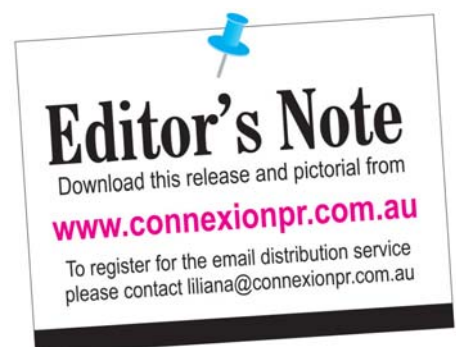 Editor's Note
Download this release and pictorial from
www.connexionpr.com.au
To register for the email distribution service
please contact liliana@connexionpr.com.au